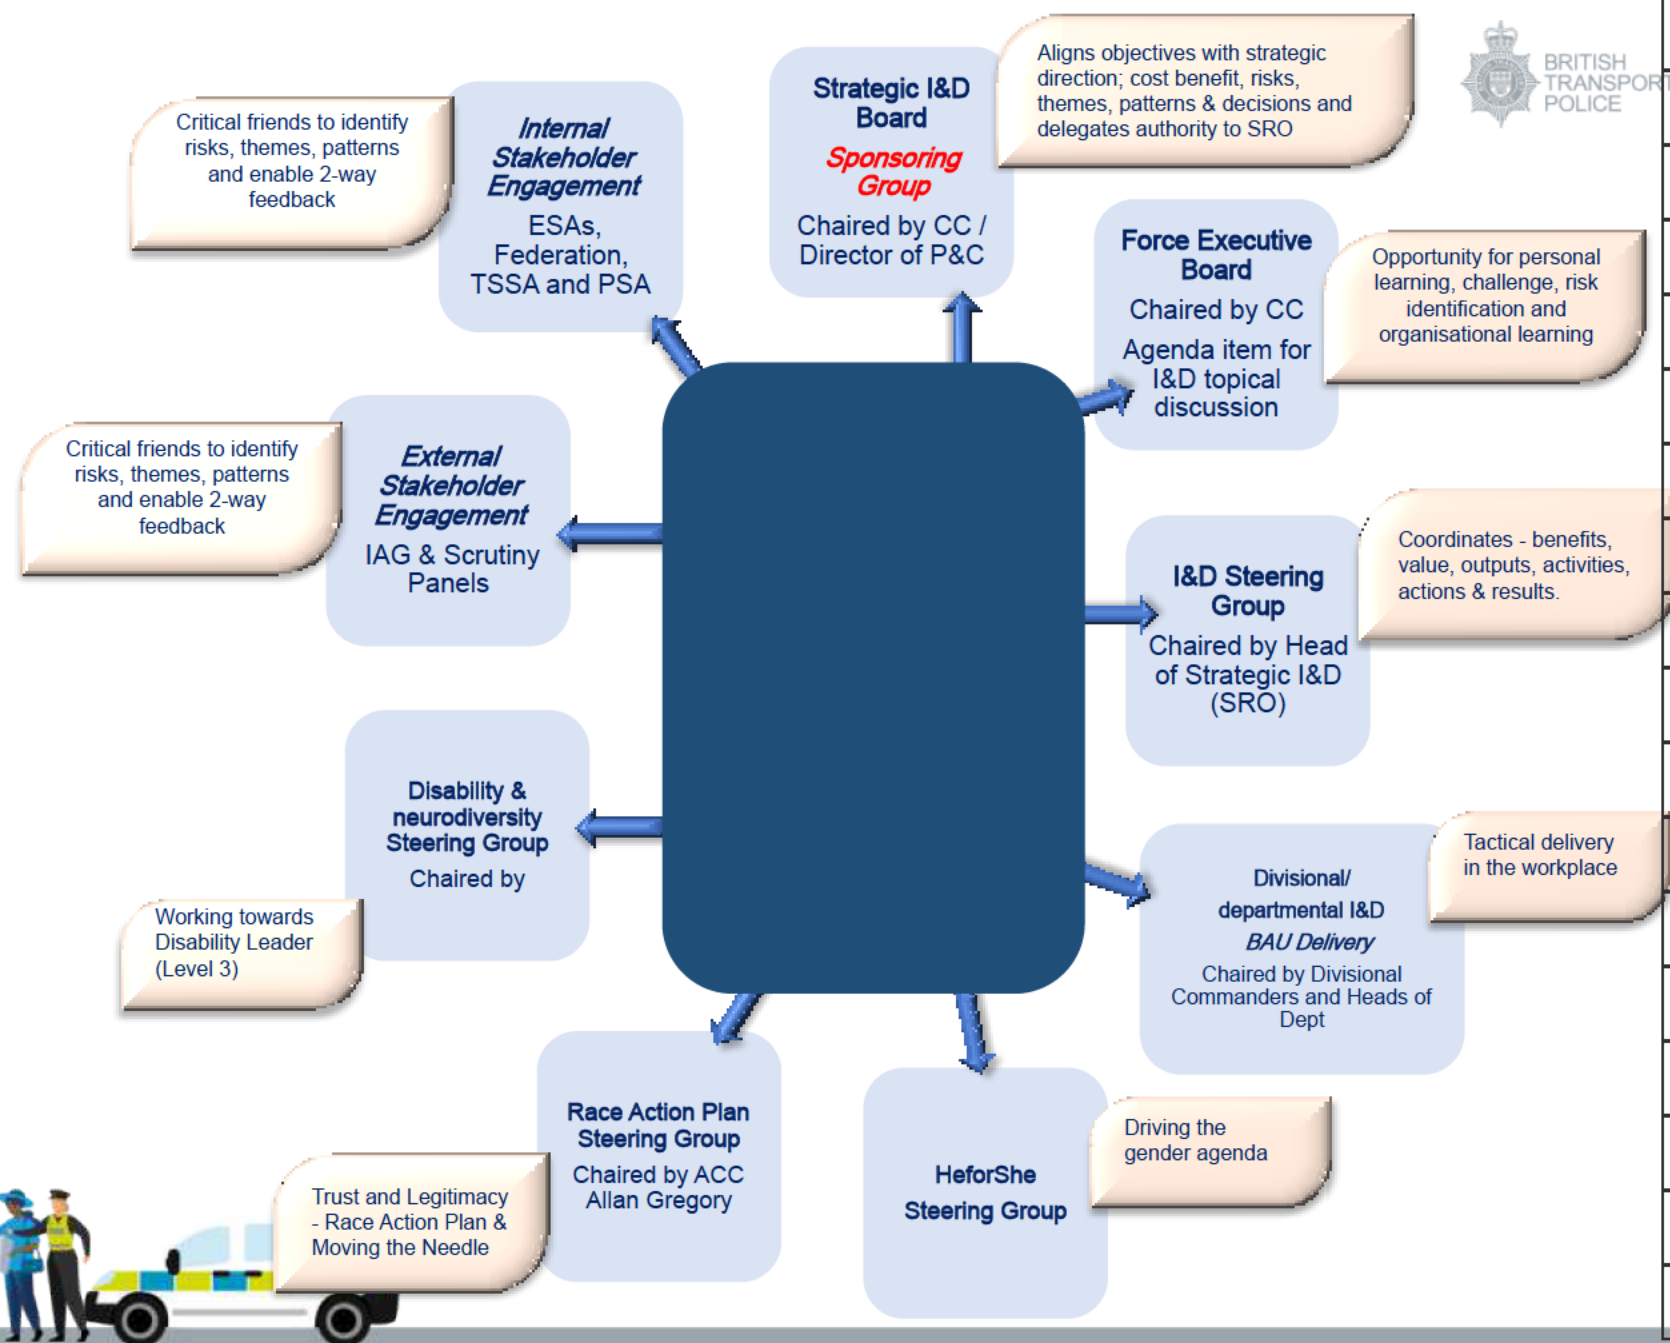 BRITISH
TRANSPORT
POLICE
Critical friends to identify
risks, themes, patterns
and enable 2-way
feedback
Internal
Stakeholder
Engagement
ESAs,
Federation,
TSSA and PSA
Strategic I&D
Board
Sponsoring
Group
Chaired by CC /
Director of P&C
Aligns objectives with strategic
direction; cost benefit, risks,
themes, patterns & decisions and
delegates authority to SRO
Force Executive
Board
Chaired by CC
Agenda item for
I&D topical
discussion
Opportunity for personal
learning, challenge, risk
identification and
organisational learning
Critical friends to identify
risks, themes, patterns
and enable 2-way
feedback
External
Stakeholder
Engagement
IAG & Scrutiny
Panels
I&D Steering
Group
Chaired by Head
of Strategic I&D
(SRO)
Coordinates - benefits,
value, outputs, activities,
actions & results.
Disability &
neurodiversity
Steering Group
Chaired by
Working towards
Disability Leader
(Level 3)
Divisional/
departmental I&D
BAU Delivery
Chaired by Divisional
Commanders and Heads of
Dept
Tactical delivery
in the workplace
Race Action Plan
Steering Group
Chaired by ACC
Allan Gregory
Trust and Legitimacy
- Race Action Plan &
Moving the Needle
HeforShe
Steering Group
Driving the
gender agenda